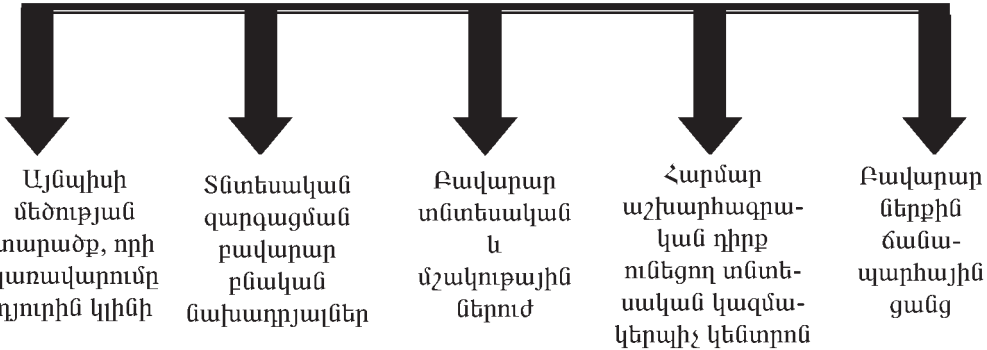 Այնպիսի
մեծության
տարածք, որի
կառավարումը
դյուրին կլինի
Տնտեսական
զարգացման
բավարար
բնական
նախադրյալներ
Բավարար
տնտեսական
և
մշակութային
ներուժ
Հարմար
աշխարհագրա-
կան դիրք
ունեցող տնտե-
սական կազմա-
կերպիչ կենտրոն
Բավարար
ներքին
ճանա-
պարհային
ցանց